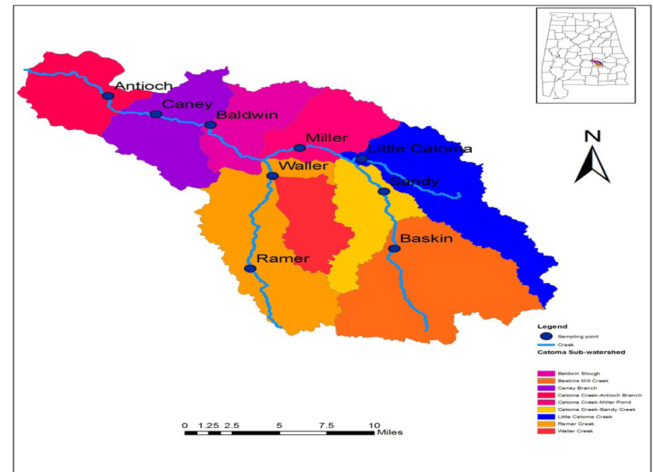 Antioch
Caney
Baldwin
Miller
Little Catoma
Waller
Sandy
Baskin
Ramer
N
Legend
Sampling point
Creak
Catoma Sub-watershed
Baldwin Slough
Baskins Mill Creek
Caney Branch
Catoma Creek-Antioch Branch
Catoma Creek-Miller Pond
Catoma Creek-Sandy Creek
Little Catoma Creek
Ramer Creek
Waller Creek
0 1.25 2.5 5 7.5 10
Miles